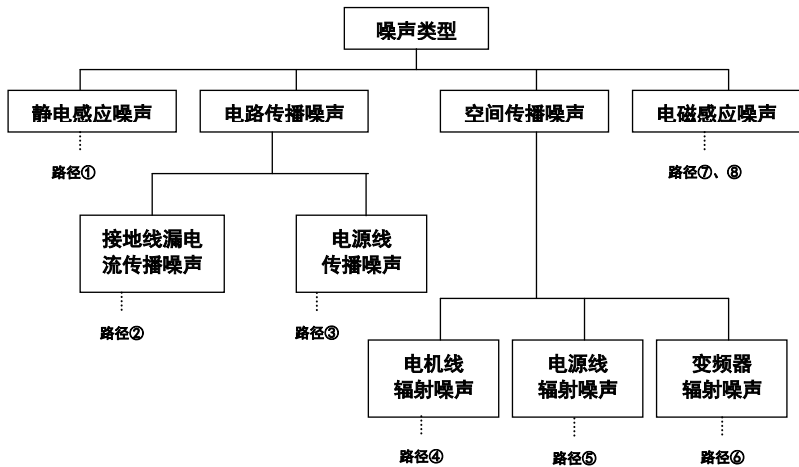 噪声类型
静电感应噪声
电路传播噪声
空间传播噪声
电磁感应噪声
路径①
路径⑦、⑧
接地线漏电
流传播噪声
电源线
传播噪声
路径②
路径③
电机线
辐射噪声
电源线
辐射噪声
变频器
辐射噪声
路径④
路径⑤
路径⑥